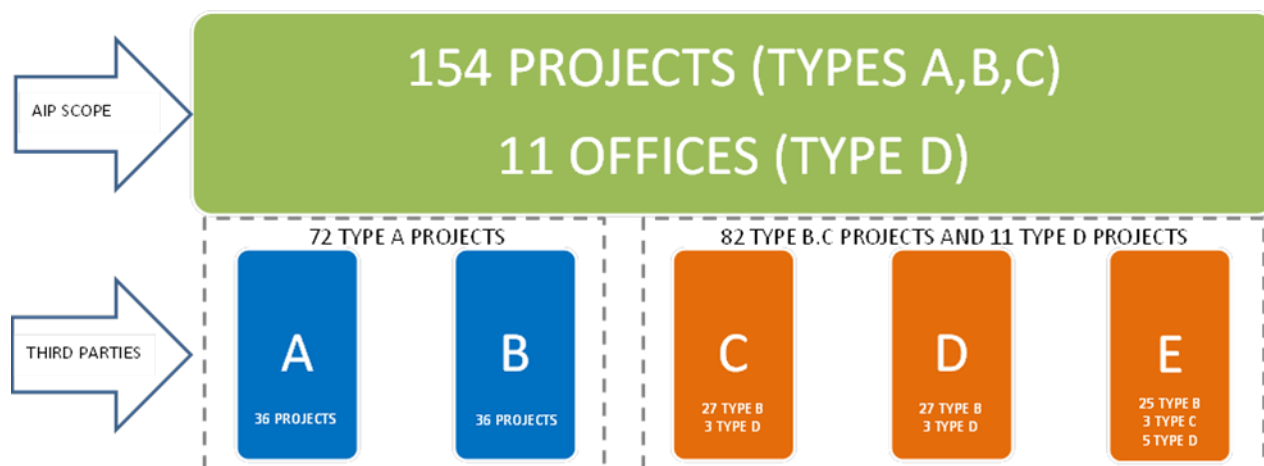 154 PROJECTS (TYPES A,B,C)
11 OFFICES (TYPE D)
AIP SCOPE
72 TYPE A PROJECTS
82 TYPE B.C PROJECTS AND 11 TYPE D PROJECTS
THIRD PARTIES
A
36 PROJECTS
B
36 PROJECTS
C
27 TYPE B
3 TYPE D
D
27 TYPE B
3 TYPE D
E
25 TYPE B
3 TYPE C
5 TYPE D